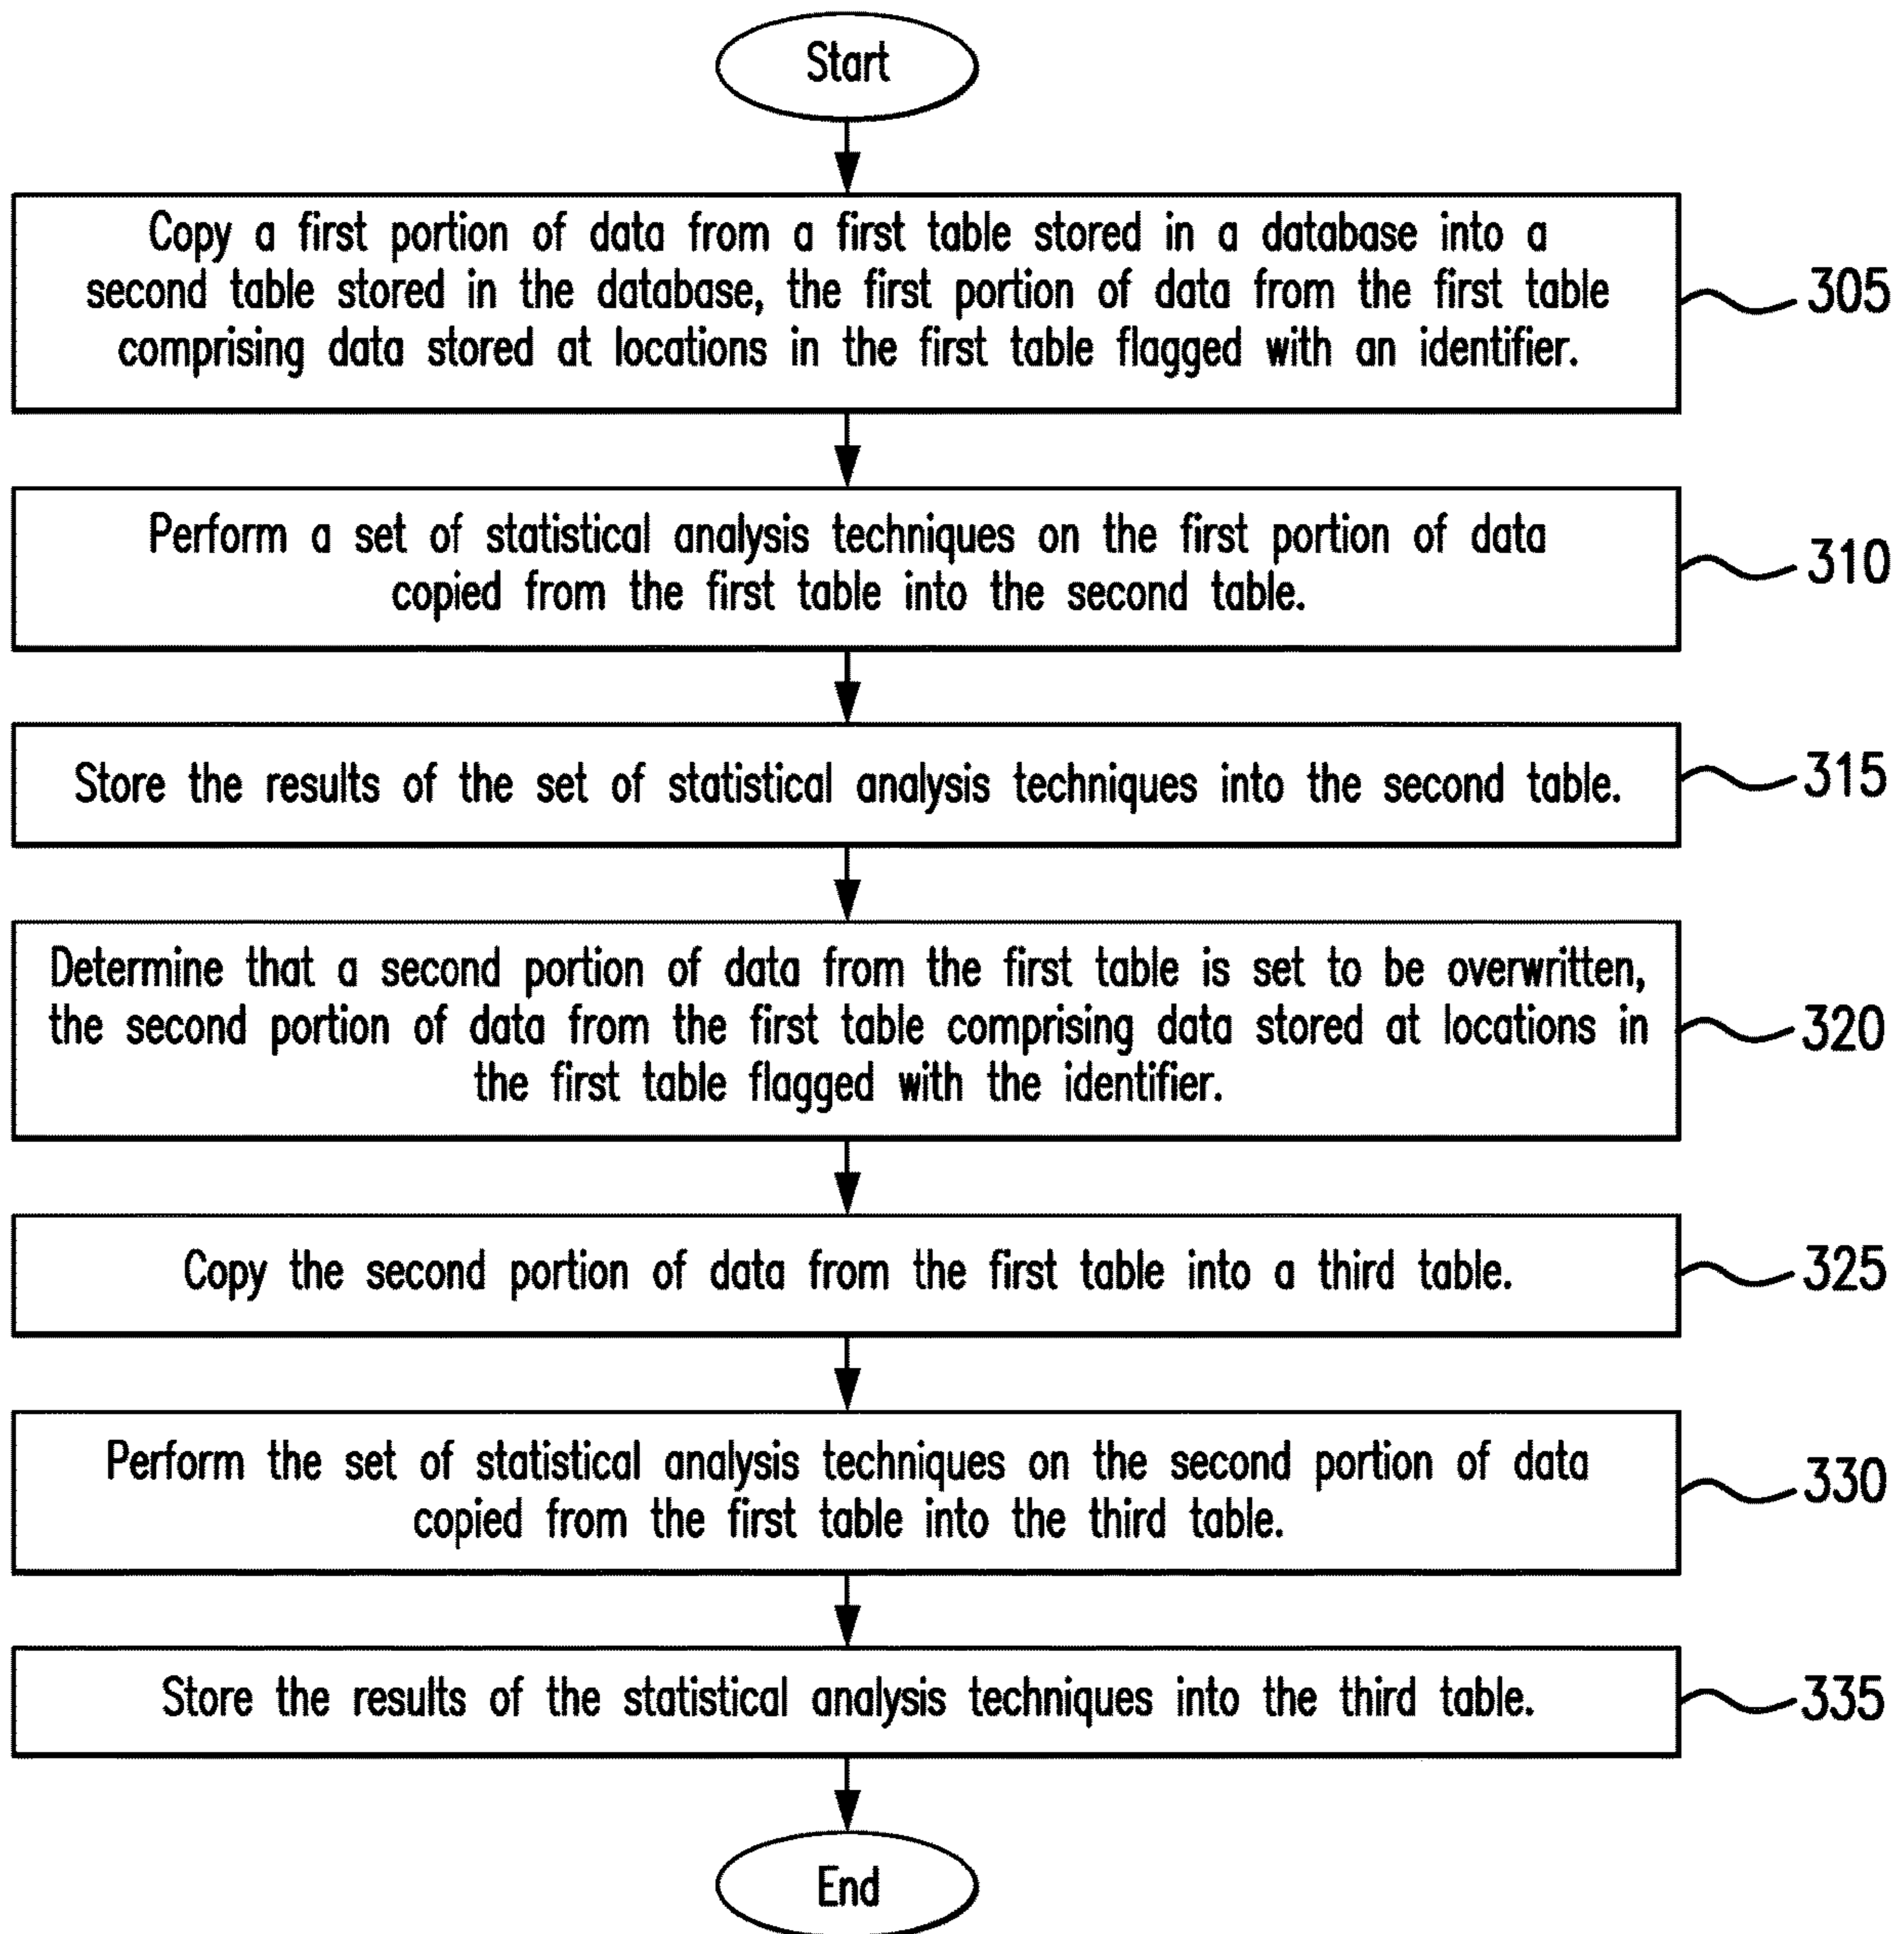 Start
Copy a first portion of data from a first table stored in a database into a
second table stored in the database, the first portion of data from the first table
comprising data stored at locations in the first table flagged with an identifier.
305
Perform a set of statistical analysis techniques on the first portion of data
copied from the first table into the second table.
310
Store the results of the set of statistical analysis techniques into the second table.
315
Determine that a second portion of data from the first table is set to be overwritten,
the second portion of data from the first table comprising data stored at locations in
the first table flagged with the identifier.
320
Copy the second portion of data from the first table into a third table.
325
Perform the set of statistical analysis techniques on the second portion of data
copied from the first table into the third table.
330
Store the results of the statistical analysis techniques into the third table.
335
End